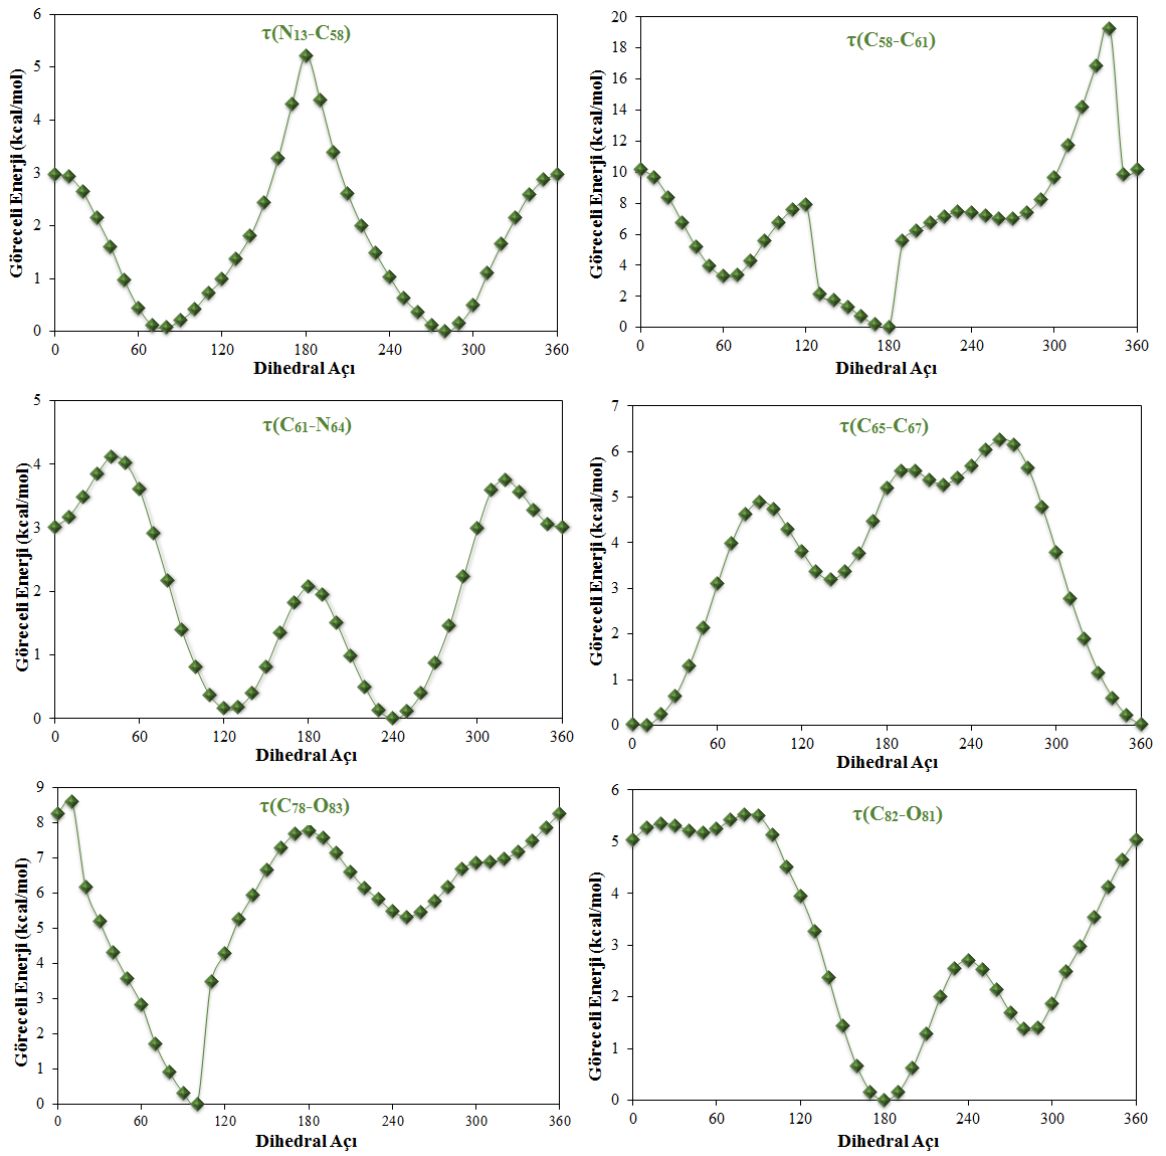 τ(N13-C58)
Göreceli Enerji (kcal/mol)
6
5
4
3
2
1
0
0 60 120 180 240 300 360
Dihedral Açı
τ(C58-C61)
Göreceli Enerji (kcal/mol)
20
18
16
14
12
10
8
6
4
2
0
0 60 120 180 240 300 360
Dihedral Açı
τ(C61-N64)
Göreceli Enerji (kcal/mol)
5
4
3
2
1
0
0 60 120 180 240 300 360
Dihedral Açı
τ(C65-C67)
Göreceli Enerji (kcal/mol)
7
6
5
4
3
2
1
0
0 60 120 180 240 300 360
Dihedral Açı
τ(C78-O83)
Göreceli Enerji (kcal/mol)
9
8
7
6
5
4
3
2
1
0
0 60 120 180 240 300 360
Dihedral Açı
τ(C82-O81)
Göreceli Enerji (kcal/mol)
6
5
4
3
2
1
0
0 60 120 180 240 300 360
Dihedral Açı